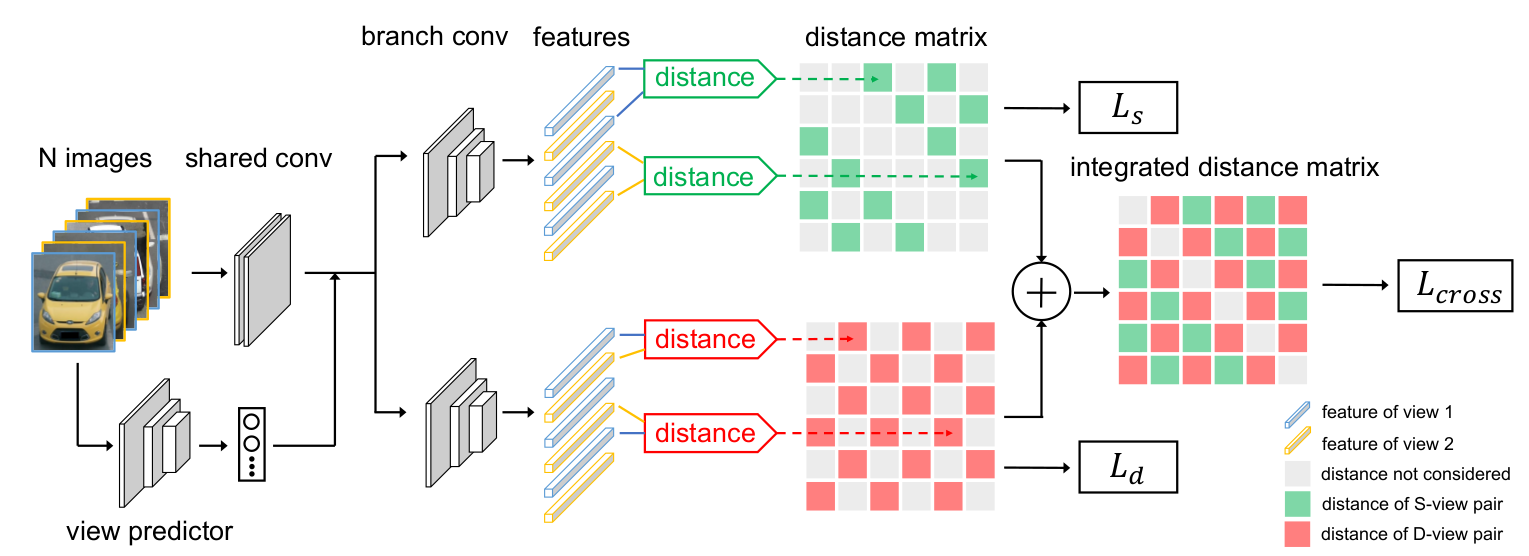 branch conv
features
distance matrix
distance
L_s
N images
shared conv
distance
integrated distance matrix
L_cross
distance
distance
feature of view 1
feature of view 2
L_d
distance not considered
distance of S-view pair
view predictor
distance of D-view pair